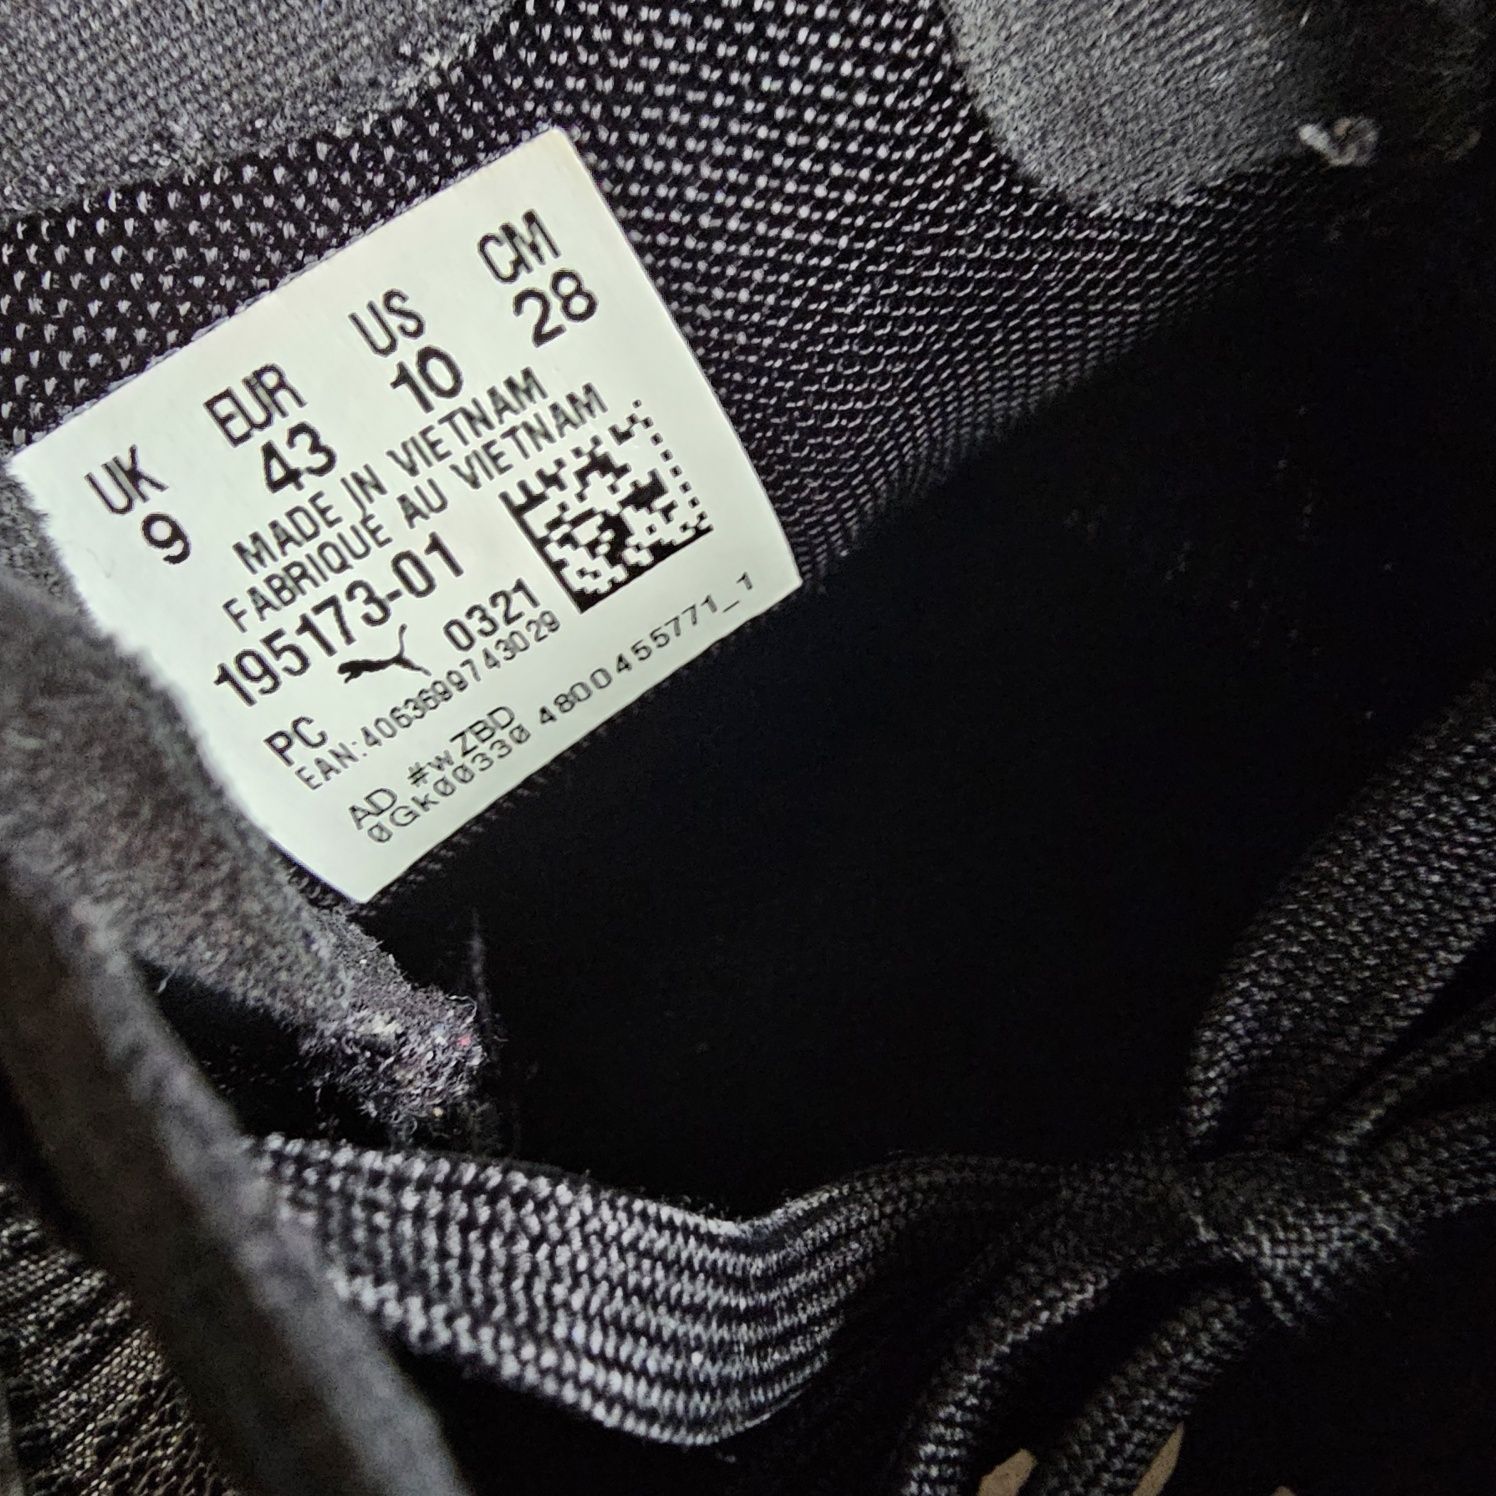 UK EUR US CM
9 43 10 28
MADE IN VIETNAM
FABRIQUÉ AU VIETNAM
195173-01
0321
PC
EAN:4063699743029
AD #wZBD
0Gk00330 4800455771_1